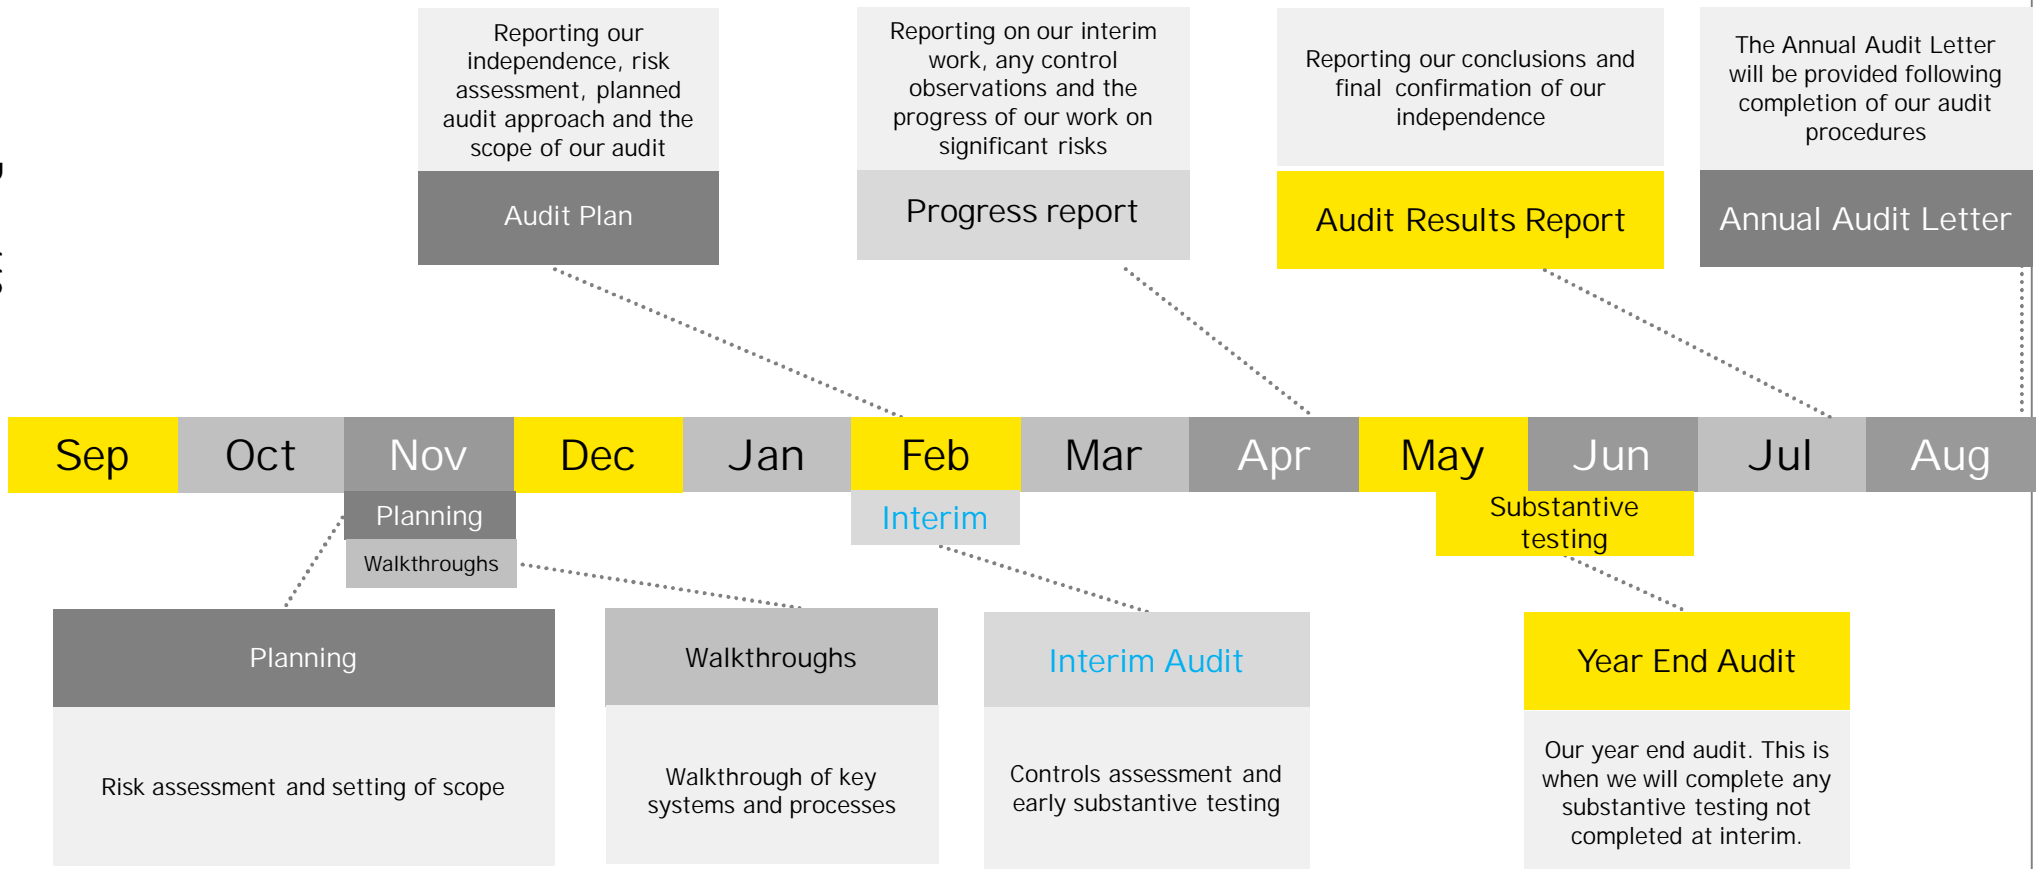 Reporting our
independence, risk
assessment, planned
audit approach and the
scope of our audit
Audit Plan
Reporting on our interim
work, any control
observations and the
progress of our work on
significant risks
Progress report
Reporting our conclusions and
final confirmation of our
independence
Audit Results Report
The Annual Audit Letter
will be provided following
completion of our audit
procedures
Annual Audit Letter
Sep Oct Nov Dec Jan Feb Mar Apr May Jun Jul Aug
Planning
Walkthroughs
Interim
Substantive
testing
Planning
Risk assessment and setting of scope
Walkthroughs
Walkthrough of key
systems and processes
Interim Audit
Controls assessment and
early substantive testing
Year End Audit
Our year end audit. This is
when we will complete any
substantive testing not
completed at interim.